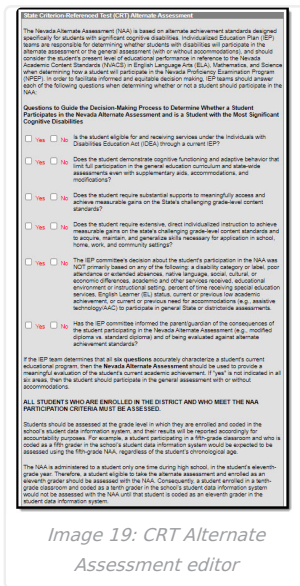 State Criterion-Referenced Test (CRT) Alternate Assessment
The Nevada Alternate Assessment (NAA) is based on alternate achievement standards designed
specifically for students with significant cognitive disabilities. Individualized Education Plan (IEP)
teams are responsible for determining whether students with disabilities will participate in the
alternate assessment or the general assessment (with or without accommodations), and should
consider the student's present level of educational performance in reference to the Nevada
Academic Content Standards (NVACS) in English Language Arts (ELA), Mathematics, and Science
when determining how a student will participate in the Nevada Proficiency Examination Program
(NPEP). In order to facilitate informed and equitable decision making, IEP teams should answer
each of the following questions when determining whether or not a student should participate in the
NAA:
Questions to Guide the Decision-Making Process to Determine Whether a Student
Participates in the Nevada Alternate Assessment and is a Student with the Most Significant
Cognitive Disabilities
Yes No Is the student eligible for and receiving services under the Individuals with
Disabilities Education Act (IDEA) through a current IEP?
Yes No Does the student demonstrate cognitive functioning and adaptive behavior that
limit full participation in the general education curriculum and state-wide
assessments even with supplementary aids, accommodations, and
modifications?
Yes No Does the student require substantial supports to meaningfully access and
achieve measurable gains on the State's challenging grade-level content
standards?
Yes No Does the student require extensive, direct individualized instruction to achieve
measurable gains on the state's challenging grade-level content standards and
to acquire, maintain, and generalize skills necessary for application in school,
home, work, and community settings?
Yes No The IEP committee's decision about the student's participation in the NAA was
NOT primarily based on any of the following: a disability category or label, poor
attendance or extended absences, native language, social, cultural, or
economic differences, academic and other services received, educational
environment or instructional setting, percent of time receiving special education
services, English Learner (EL) status, current or previous low academic
achievement, or current or previous need for accommodations (e.g., assistive
technology/AAC) to participate in general State or districtwide assessments.
Yes No Has the IEP committee informed the parent/guardian of the consequences of
the student participating in the Nevada Alternate Assessment (e.g., modified
diploma vs. standard diploma) and of being evaluated against alternate
achievement standards?
If the IEP team determines that all six questions accurately characterize a student's current
educational program, then the Nevada Alternate Assessment should be used to provide a
meaningful evaluation of the student's current academic achievement. If "yes" is not indicated in all
six areas, then the student should participate in the general assessment with or without
accommodations.
ALL STUDENTS WHO ARE ENROLLED IN THE DISTRICT AND WHO MEET THE NAA
PARTICIPATION CRITERIA MUST BE ASSESSED.
Students should be assessed at the grade level in which they are enrolled and coded in the
school's student data information system, and their results will be reported accordingly for
accountability purposes. For example, a student participating in a fifth-grade classroom and who is
coded as a fifth grader in the school's student data information system would be expected to be
assessed using the fifth-grade NAA, regardless of the student's chronological age.
The NAA is administered to a student only one time during high school, in the student's eleventh-
grade year. Therefore, a student eligible to take the alternate assessment and enrolled as an
eleventh grader should be assessed with the NAA. Consequently, a student enrolled in a tenth-
grade classroom and coded as a tenth grader in the school's student data information system
would not be assessed with the NAA until that student is coded as an eleventh grader in the
student data information system.
Image 19: CRT Alternate
Assessment editor